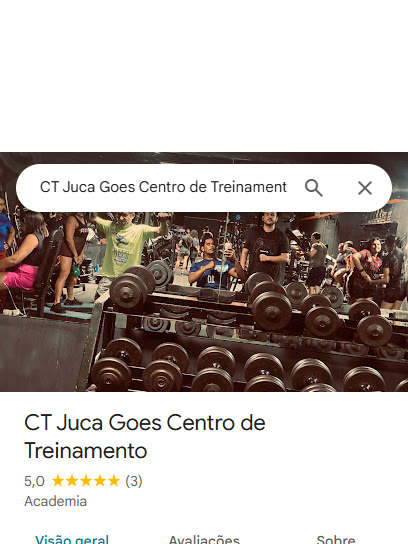 CT Juca Goes Centro de Treinament
CT Juca Goes Centro de
Treinamento
5,0 (3)
Academia
Visão geral Avaliações Sobre